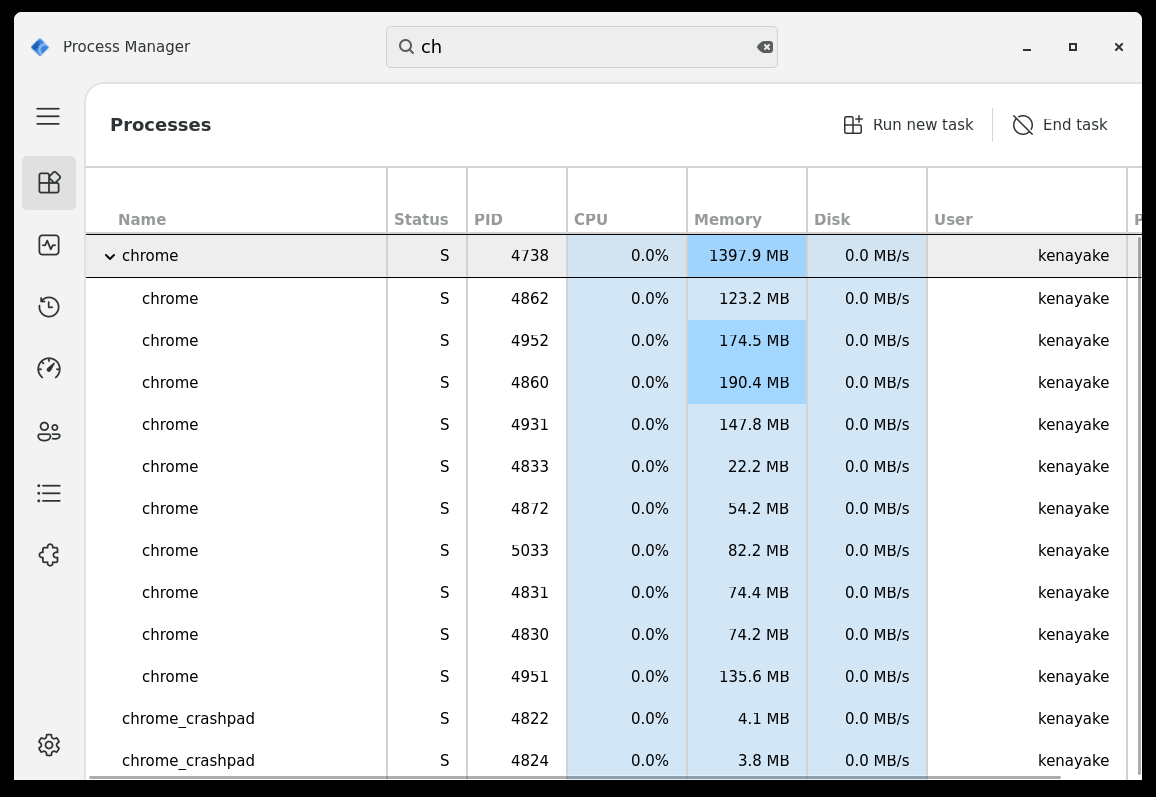 Process Manager
ch
Processes
Run new task
End task
Name Status PID CPU Memory Disk User
chrome S 4738 0.0% 1397.9 MB 0.0 MB/s kenayake
chrome S 4862 0.0% 123.2 MB 0.0 MB/s kenayake
chrome S 4952 0.0% 174.5 MB 0.0 MB/s kenayake
chrome S 4860 0.0% 190.4 MB 0.0 MB/s kenayake
chrome S 4931 0.0% 147.8 MB 0.0 MB/s kenayake
chrome S 4833 0.0% 22.2 MB 0.0 MB/s kenayake
chrome S 4872 0.0% 54.2 MB 0.0 MB/s kenayake
chrome S 5033 0.0% 82.2 MB 0.0 MB/s kenayake
chrome S 4831 0.0% 74.4 MB 0.0 MB/s kenayake
chrome S 4830 0.0% 74.2 MB 0.0 MB/s kenayake
chrome S 4951 0.0% 135.6 MB 0.0 MB/s kenayake
chrome_crashpad S 4822 0.0% 4.1 MB 0.0 MB/s kenayake
chrome_crashpad S 4824 0.0% 3.8 MB 0.0 MB/s kenayake